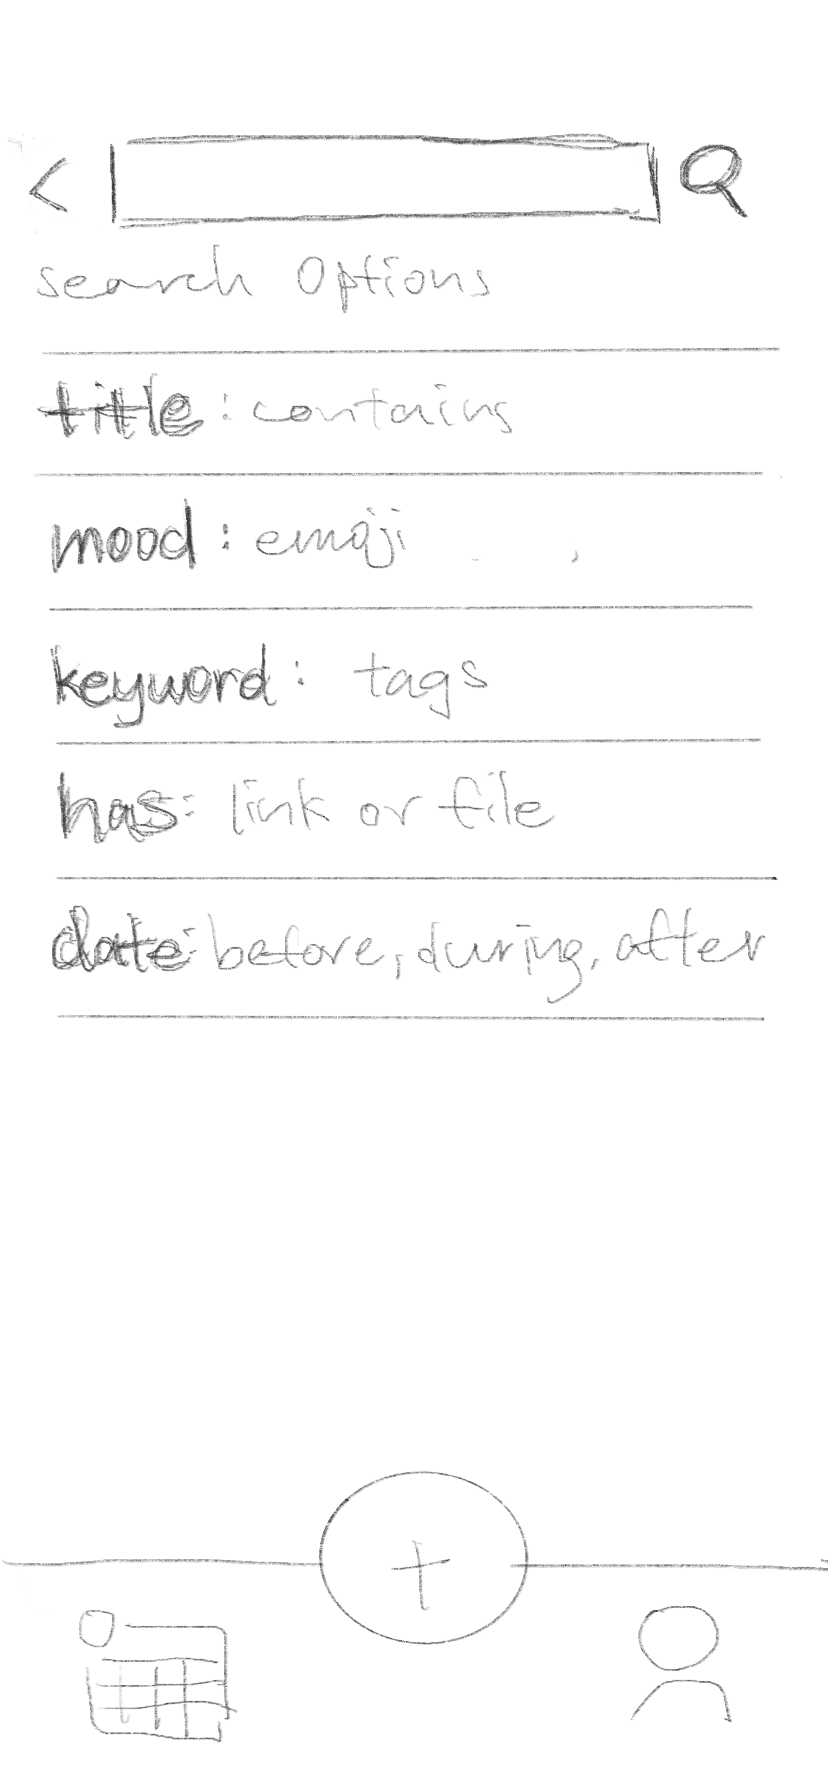 search Options
title: contains
mood: emoji
keyword: tags
has: link or file
date: before, during, after
+